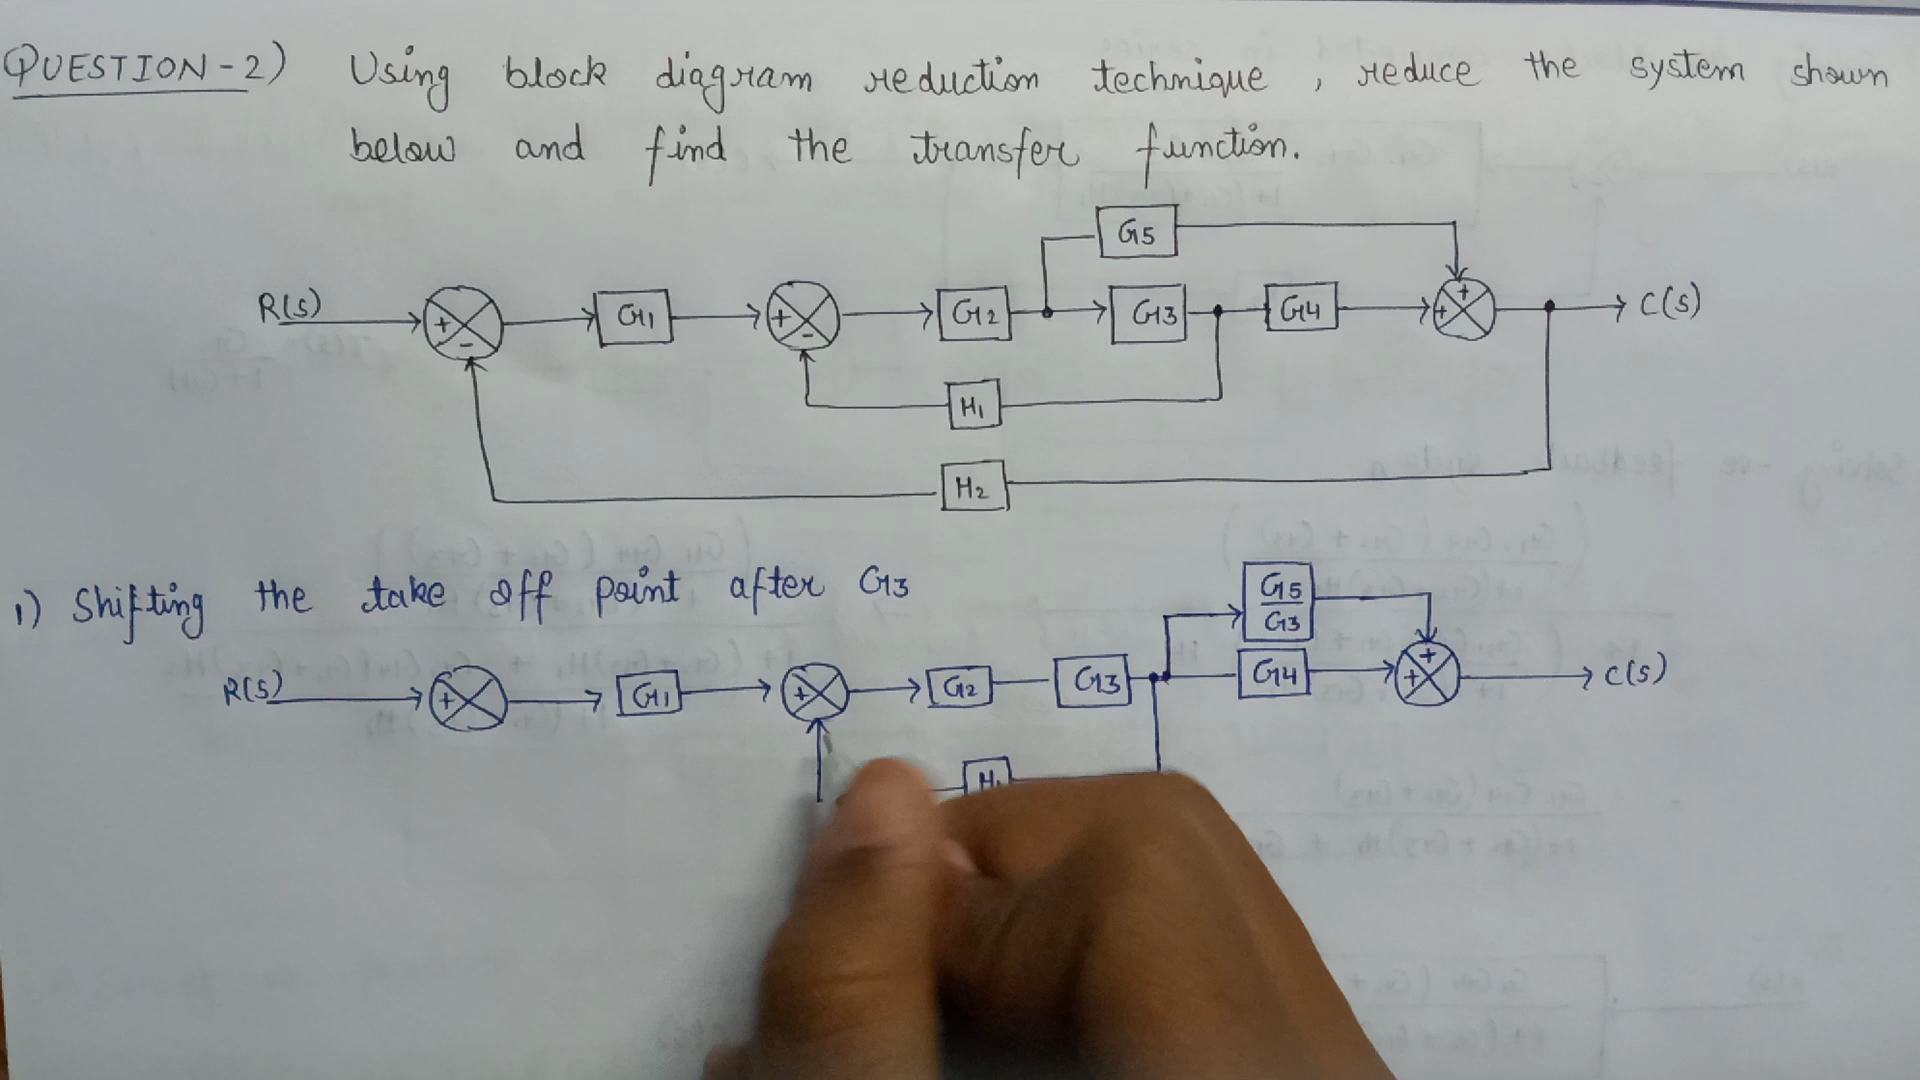 QUESTION-2) Using block diagram reduction technique, reduce the system shown
below and find the transfer function.
G5
R(s) + - G1 + - G2 G3 G4 + + C(s)
H1
H2
1) Shifting the take off point after G3
G5
G3
R(s) + G1 + G2 G3 G4 + + C(s)
H1